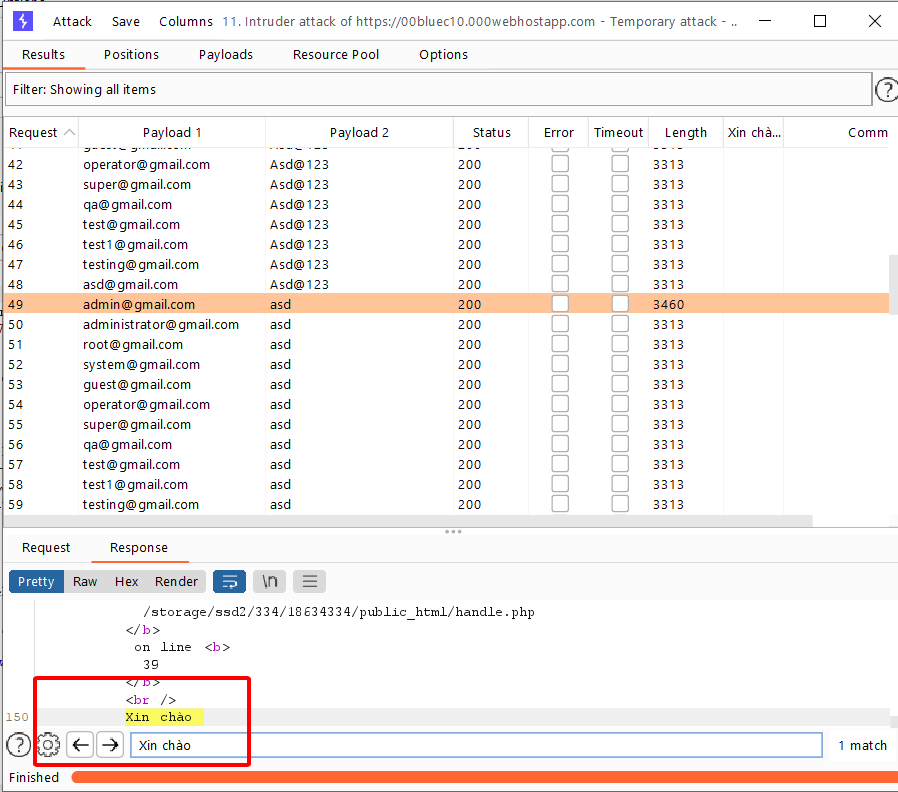 Attack Save Columns 11. Intruder attack of https://00bluec10.000webhostapp.com - Temporary attack - ..
Results Positions Payloads Resource Pool Options
Filter: Showing all items
?
Request Payload 1 Payload 2 Status Error Timeout Length Xin chà... Comm
42 operator@gmail.com Asd@123 200 3313
43 super@gmail.com Asd@123 200 3313
44 qa@gmail.com Asd@123 200 3313
45 test@gmail.com Asd@123 200 3313
46 test1@gmail.com Asd@123 200 3313
47 testing@gmail.com Asd@123 200 3313
48 asd@gmail.com Asd@123 200 3313
49 admin@gmail.com asd 200 3460
50 administrator@gmail.com asd 200 3313
51 root@gmail.com asd 200 3313
52 system@gmail.com asd 200 3313
53 guest@gmail.com asd 200 3313
54 operator@gmail.com asd 200 3313
55 super@gmail.com asd 200 3313
56 qa@gmail.com asd 200 3313
57 test@gmail.com asd 200 3313
58 test1@gmail.com asd 200 3313
59 testing@gmail.com asd 200 3313
Request Response
Pretty Raw Hex Render \n
/storage/ssd2/334/18634334/public_html/handle.php
</b>
on line <b>
39
</b>
<br />
150 Xin chào
? Xin chào 1 match
Finished